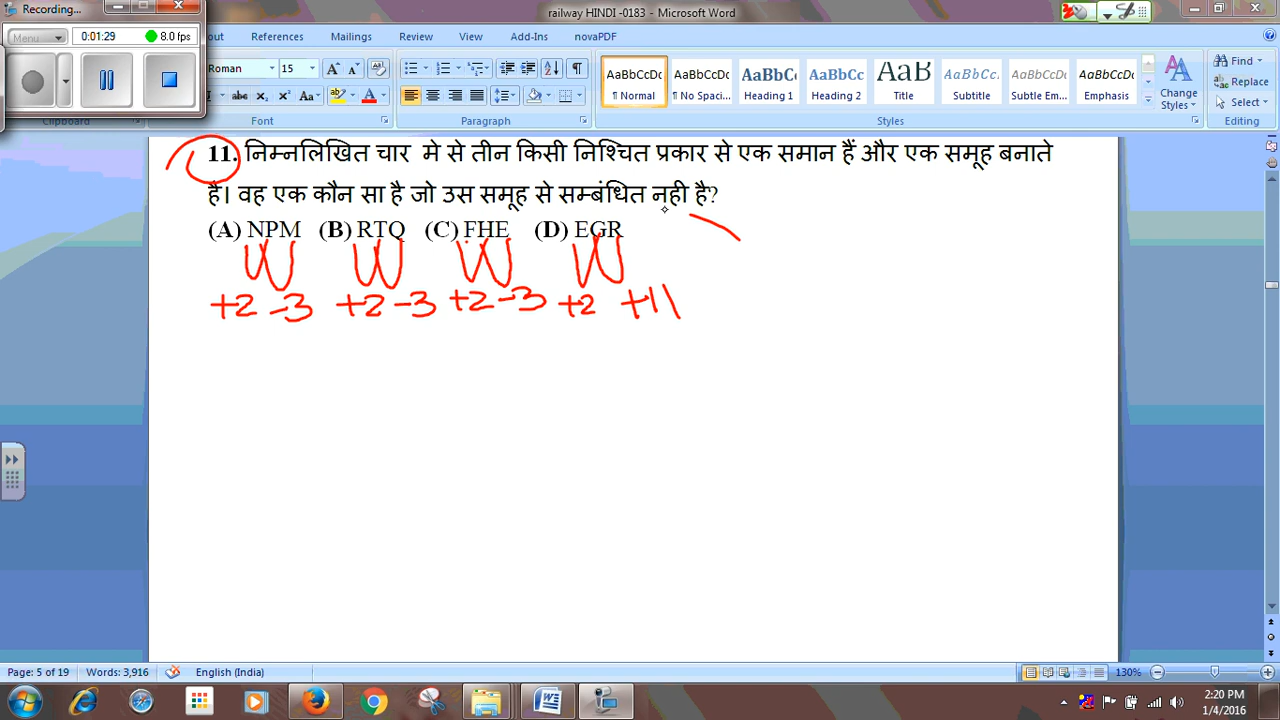 Recording...
railway HINDI -0183 - Microsoft Word
Menu 0:01:29 8.0 fps
out References Mailings Review View Add-Ins novaPDF
Roman 15
AaBbCcDc AaBbCcDc AaBbCc AaBbCc AaBbC AaBbCc. AaBbCcDc AaBbCcDc
¶ Normal ¶ No Spaci... Heading 1 Heading 2 Title Subtitle Subtle Em... Emphasis
Change Styles
Find
Replace
Select
Clipboard Font Paragraph Styles Editing
11. निम्नलिखित चार मे से तीन किसी निश्चित प्रकार से एक समान हैं और एक समूह बनाते
है। वह एक कौन सा है जो उस समूह से सम्बंधित नही है?
(A) NPM (B) RTQ (C) FHE (D) EGR
+2 -3 +2 -3 +2 -3 +2 +11
Page: 5 of 19 Words: 3,916 English (India) 130%
2:20 PM
1/4/2016